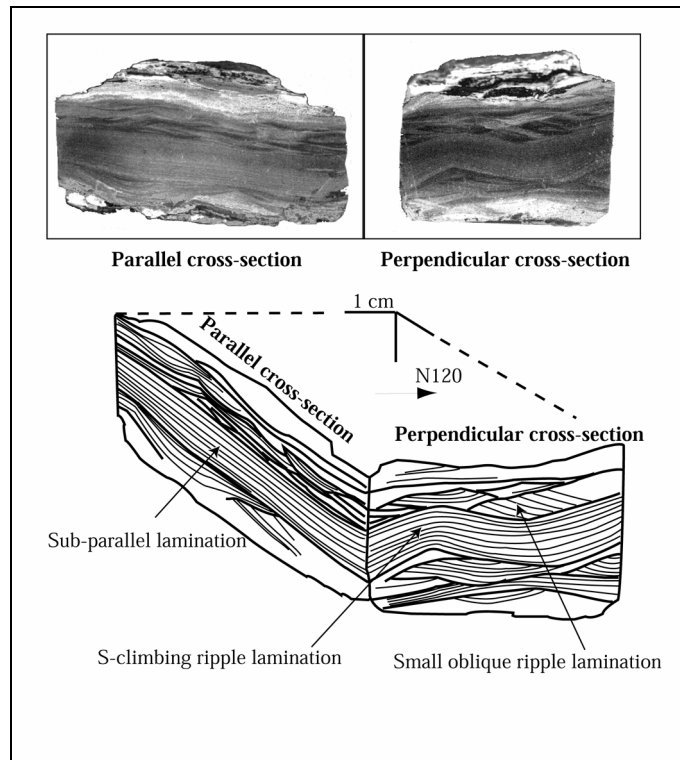 Parallel cross-section
Perpendicular cross-section
1 cm
Parallel cross-section
N120
Perpendicular cross-section
Sub-parallel lamination
S-climbing ripple lamination
Small oblique ripple lamination